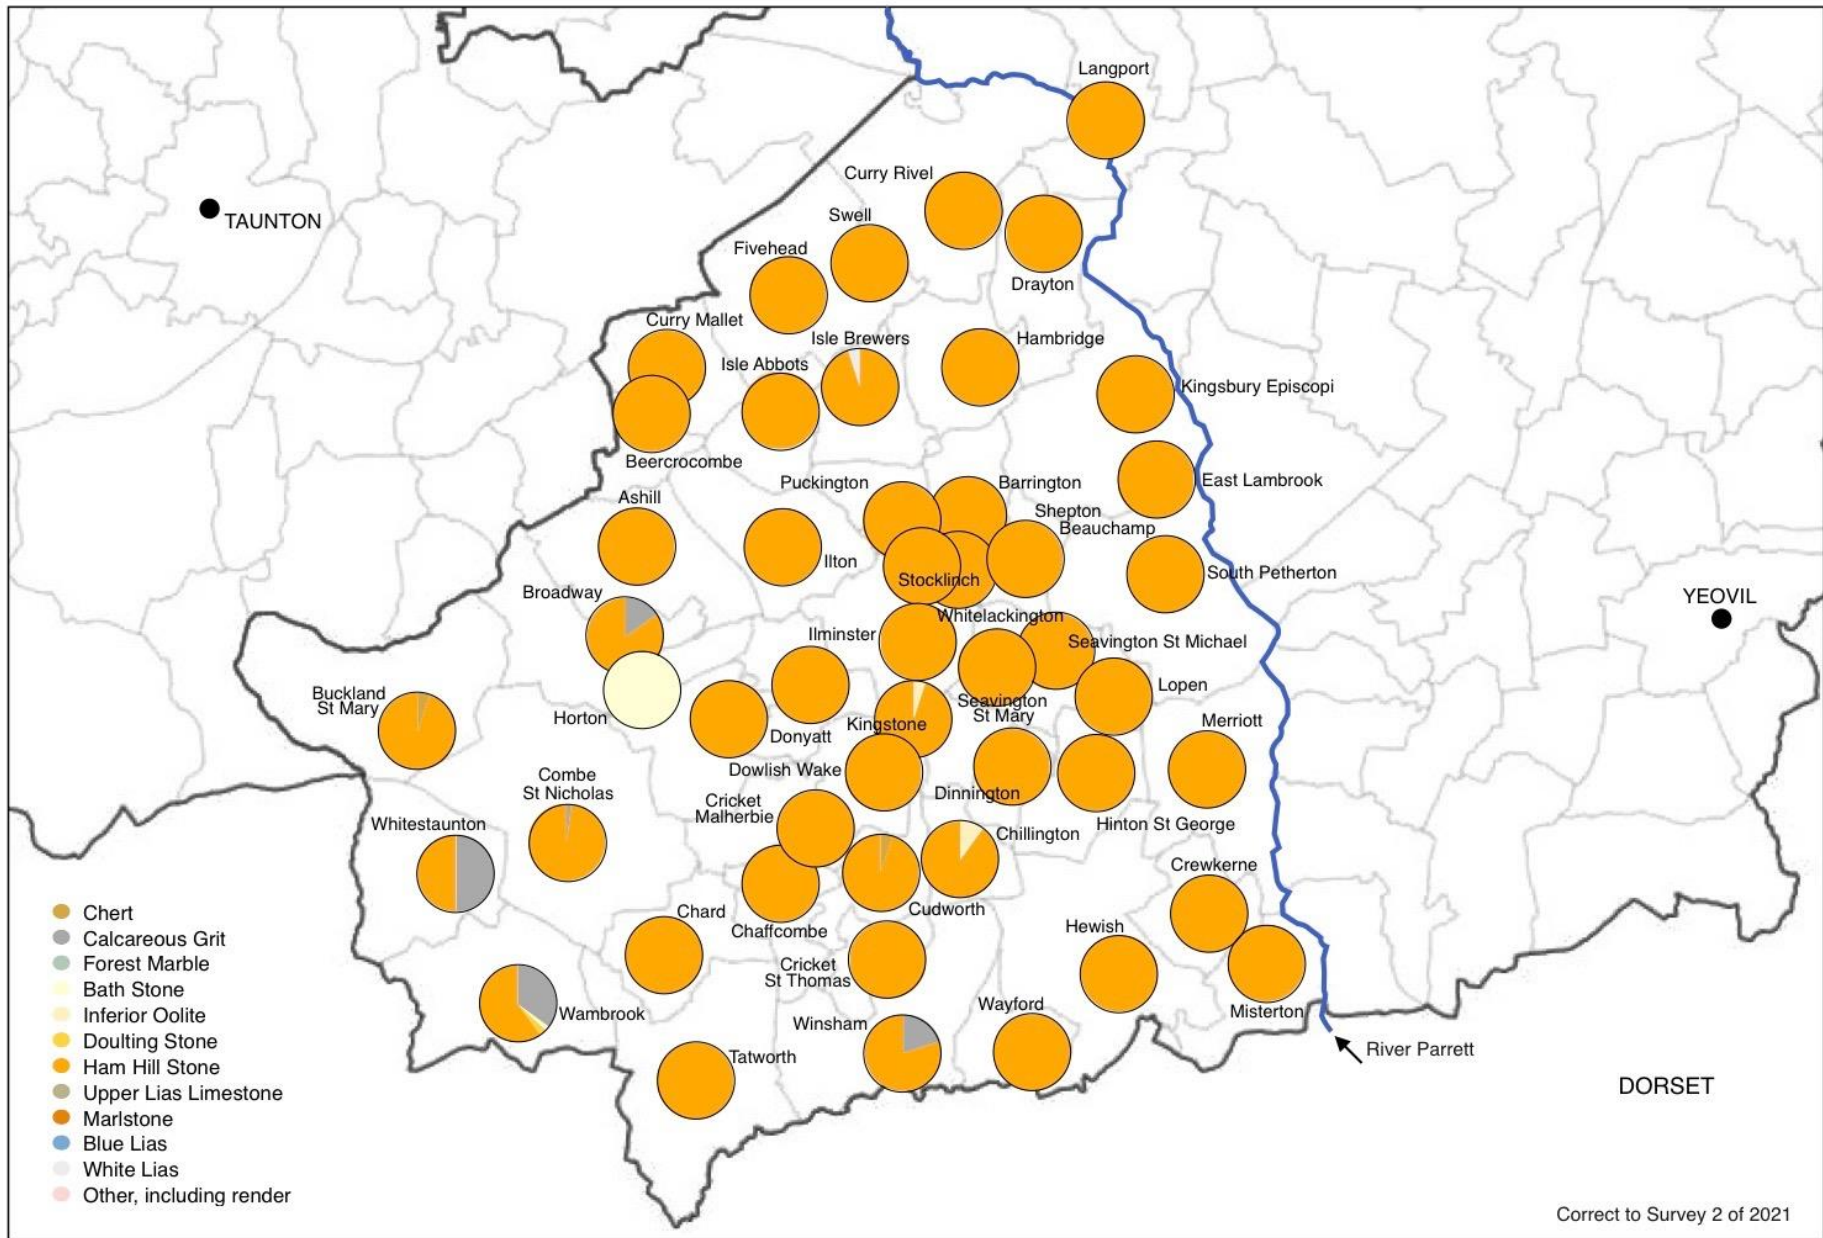 Langport
Curry Rivel
TAUNTON
Swell
Fivehead
Drayton
Curry Mallet
Isle Brewers
Hambridge
Isle Abbots
Kingsbury Episcopi
Beercrocombe
East Lambrook
Puckington
Barrington
Ashill
Shepton
Beauchamp
Ilton
South Petherton
Stocklinch
Broadway
YEOVIL
Whitelackington
Ilminster
Seavington St Michael
Lopen
Buckland
St Mary
Seavington
St Mary
Horton
Kingstone
Merriott
Donyatt
Dowlish Wake
Combe
St Nicholas
Dinnington
Cricket
Malherbie
Whitestaunton
Hinton St George
Chillington
Crewkerne
Chard
Cudworth
Chaffcombe
Hewish
Cricket
St Thomas
Wayford
Misterton
Wambrook
Winsham
River Parrett
Tatworth
DORSET
Chert
Calcareous Grit
Forest Marble
Bath Stone
Inferior Oolite
Doulting Stone
Ham Hill Stone
Upper Lias Limestone
Marlstone
Blue Lias
White Lias
Other, including render
Correct to Survey 2 of 2021